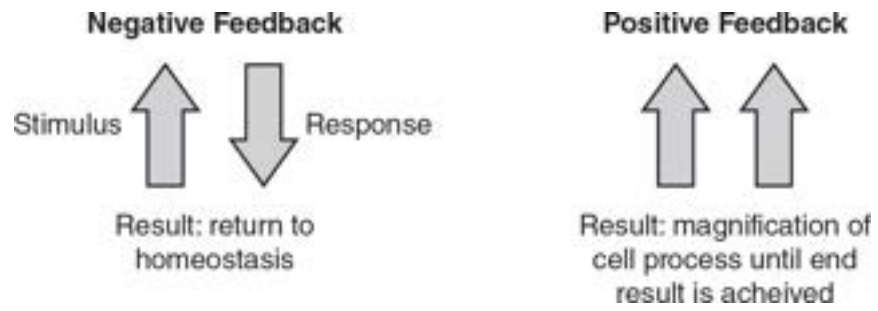 Negative Feedback
Stimulus
Response
Result: return to
homeostasis
Positive Feedback
Result: magnification of
cell process until end
result is acheived